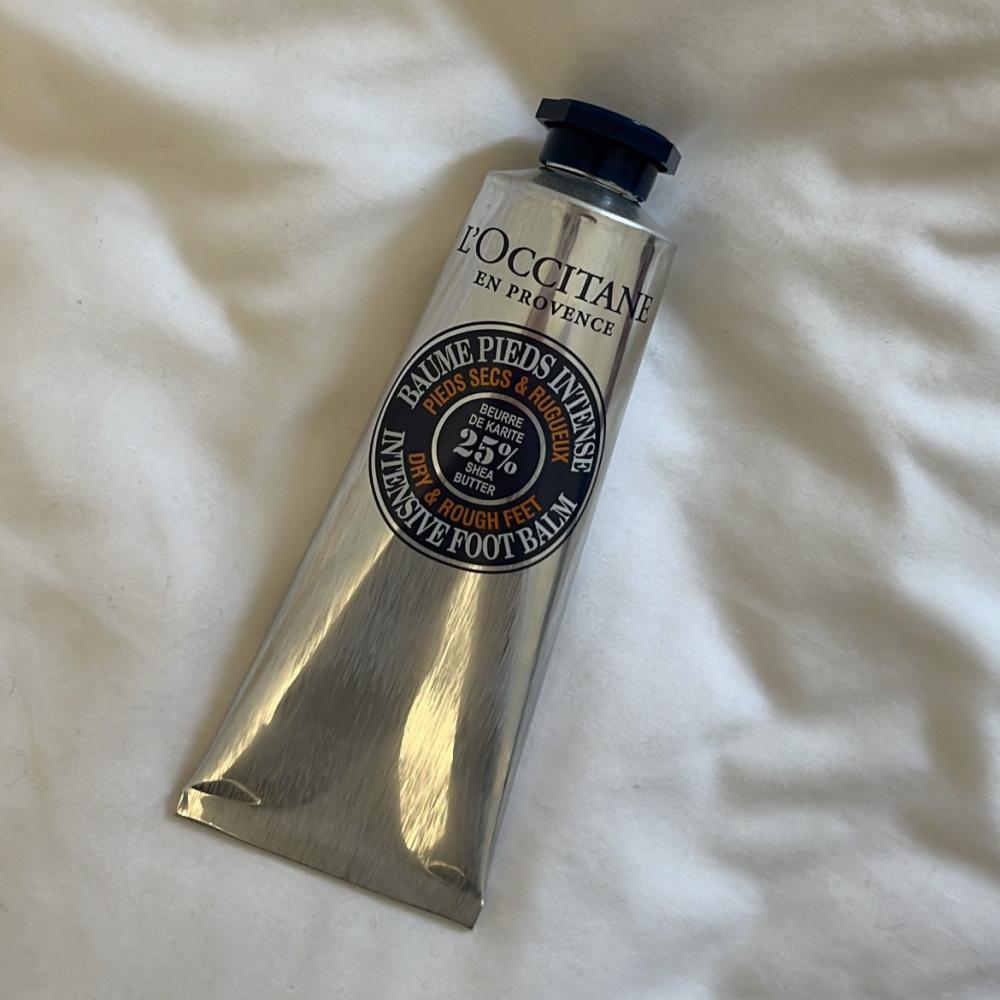 L'OCCITANE
EN PROVENCE
BAUME PIEDS INTENSE
PIEDS SECS & RUGUEUX
BEURRE
DE KARITE
25%
SHEA
BUTTER
DRY & ROUGH FEET
INTENSIVE FOOT BALM